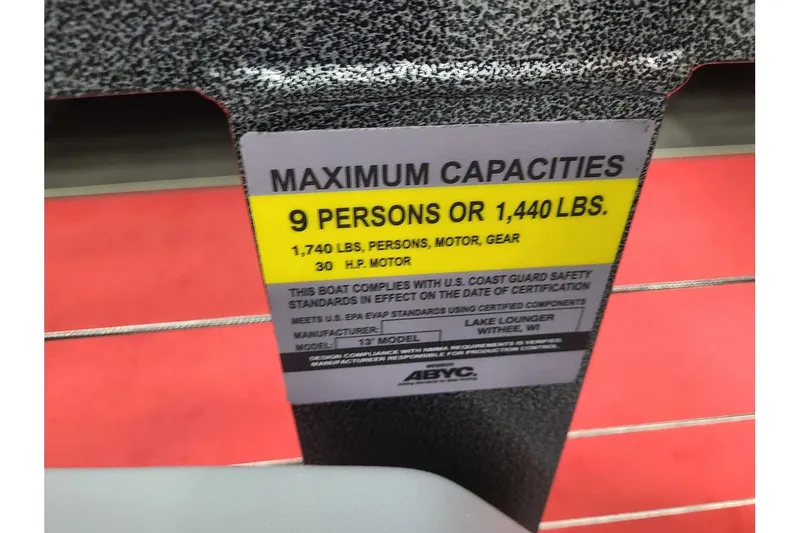 MAXIMUM CAPACITIES
9 PERSONS OR 1,440 LBS.
1,740 LBS, PERSONS, MOTOR, GEAR
30 H.P. MOTOR
THIS BOAT COMPLIES WITH U.S. COAST GUARD SAFETY
STANDARDS IN EFFECT ON THE DATE OF CERTIFICATION
MEETS U.S. EPA EVAP STANDARDS USING CERTIFIED COMPONENTS
MANUFACTURER: LAKE LOUNGER
WITHEE, WI
MODEL: 13' MODEL
DESIGN COMPLIANCE WITH NMMA REQUIREMENTS IS VERIFIED.
MANUFACTUREER RESPONSIBLE FOR PRODUCTION CONTROL.
ABYC.